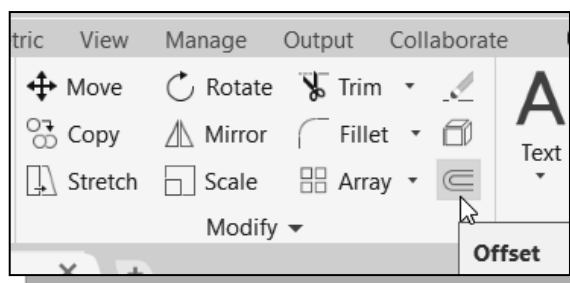 tric View Manage Output Collaborate
Move Rotate Trim
A
Copy Mirror Fillet
Text
Stretch Scale Array
Modify
Offset